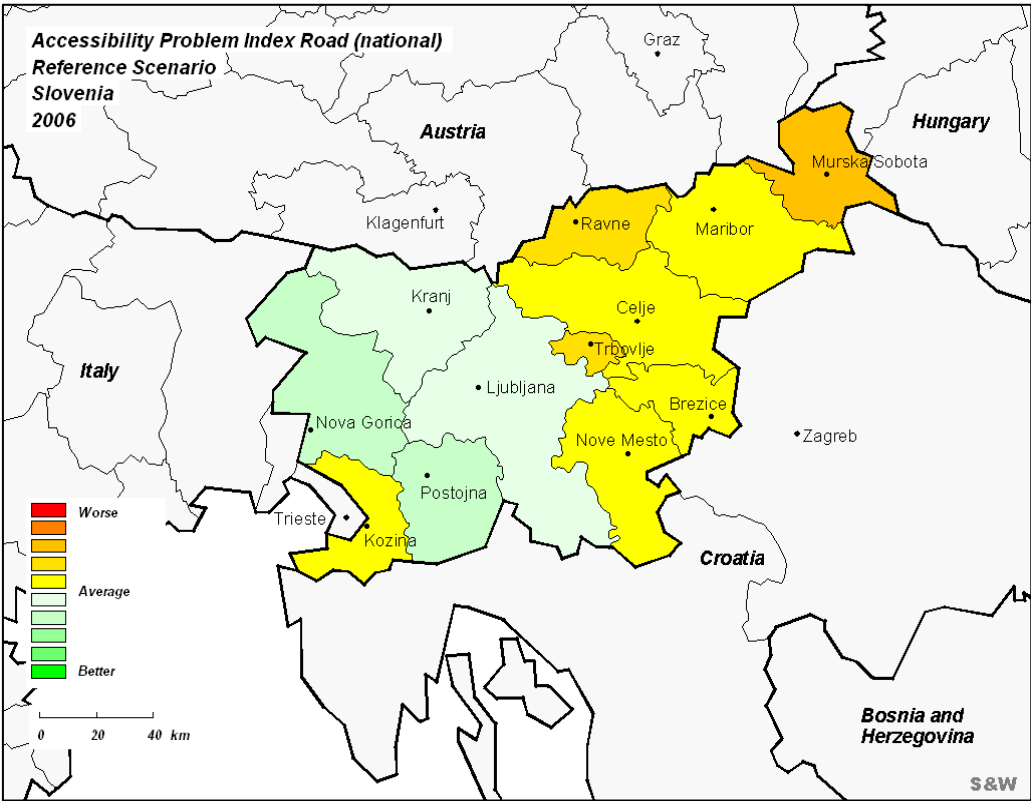 Accessibility Problem Index Road (national)
Reference Scenario
Slovenia
2006
Graz
Austria
Hungary
Murska Sobota
Klagenfurt
Ravne
Maribor
Kranj
Celje
Trbovlje
Italy
Ljubljana
Brezice
Nova Gorica
Nove Mesto
Zagreb
Postojna
Trieste
Kozina
Croatia
Worse
Average
Better
0 20 40 km
Bosnia and
Herzegovina
S&W